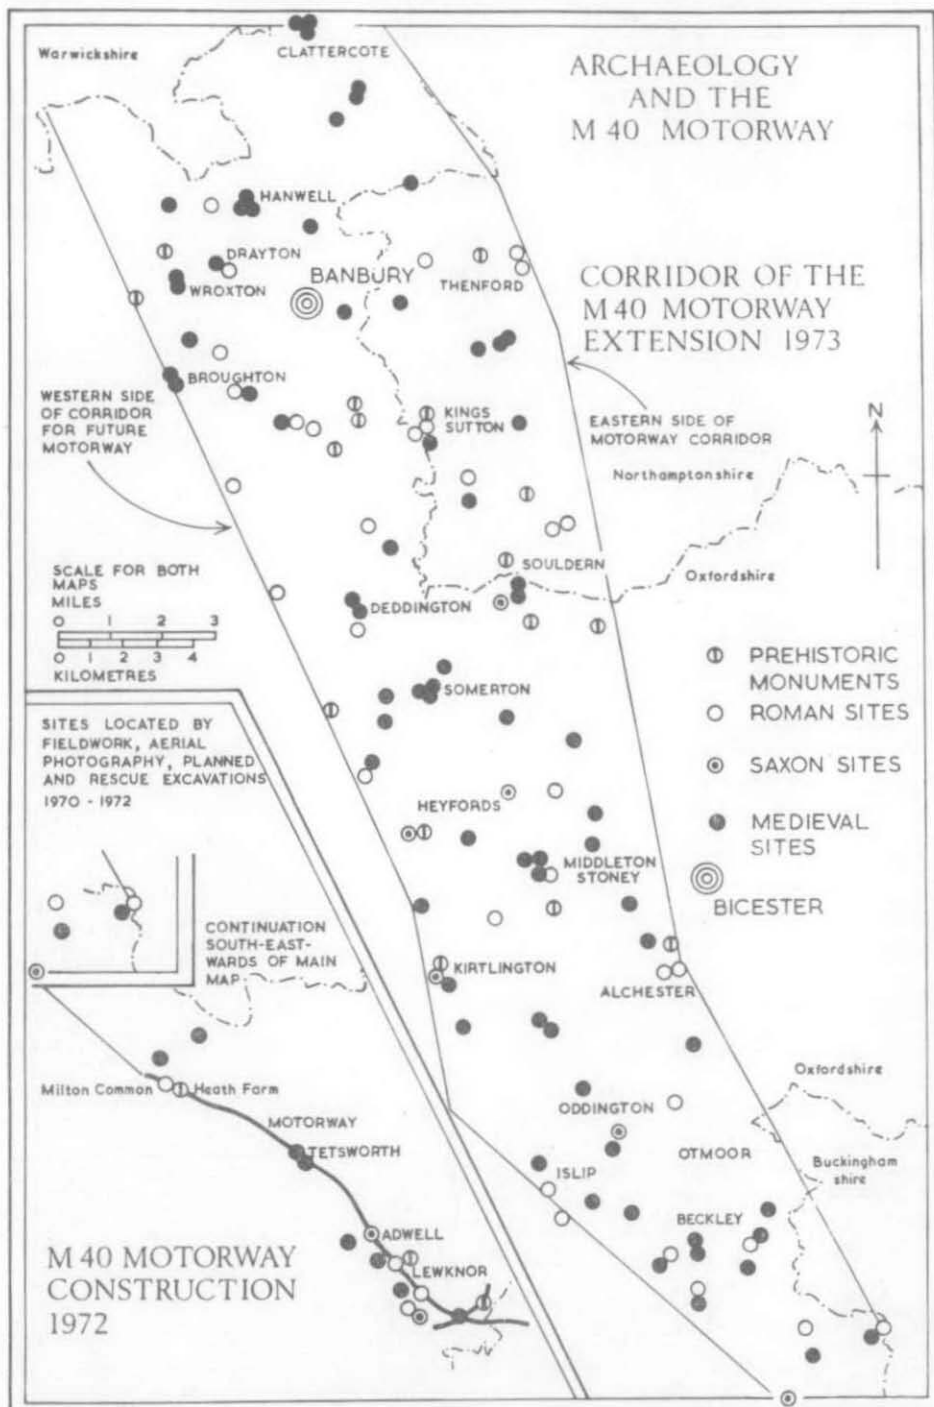 Warwickshire
CLATTERCOTE
ARCHAEOLOGY
AND THE
M 40 MOTORWAY
HANWELL
DRAYTON
BANBURY
THENFORD
WROXTON
CORRIDOR OF THE
M40 MOTORWAY
EXTENSION 1973
BROUGHTON
WESTERN SIDE
OF CORRIDOR
FOR FUTURE
MOTORWAY
KINGS
SUTTON
EASTERN SIDE OF
MOTORWAY CORRIDOR
N
Northamptonshire
SOULDERN
Oxfordshire
SCALE FOR BOTH
MAPS
MILES
0 1 2 3
0 1 2 3 4
KILOMETRES
DEDDINGTON
SOMERTON
PREHISTORIC
MONUMENTS
ROMAN SITES
SAXON SITES
MEDIEVAL
SITES
SITES LOCATED BY
FIELDWORK, AERIAL
PHOTOGRAPHY, PLANNED
AND RESCUE EXCAVATIONS
1970 - 1972
HEYFORDS
MIDDLETON
STONEY
BICESTER
CONTINUATION
SOUTH-EAST-
WARDS OF MAIN
MAP
KIRTLINGTON
ALCHESTER
Milton Common
Heath Farm
MOTORWAY
TETSWORTH
ODDINGTON
Oxfordshire
OTMOOR
Buckingham
shire
ISLIP
BECKLEY
ADWELL
LEWKNOR
M 40 MOTORWAY
CONSTRUCTION
1972